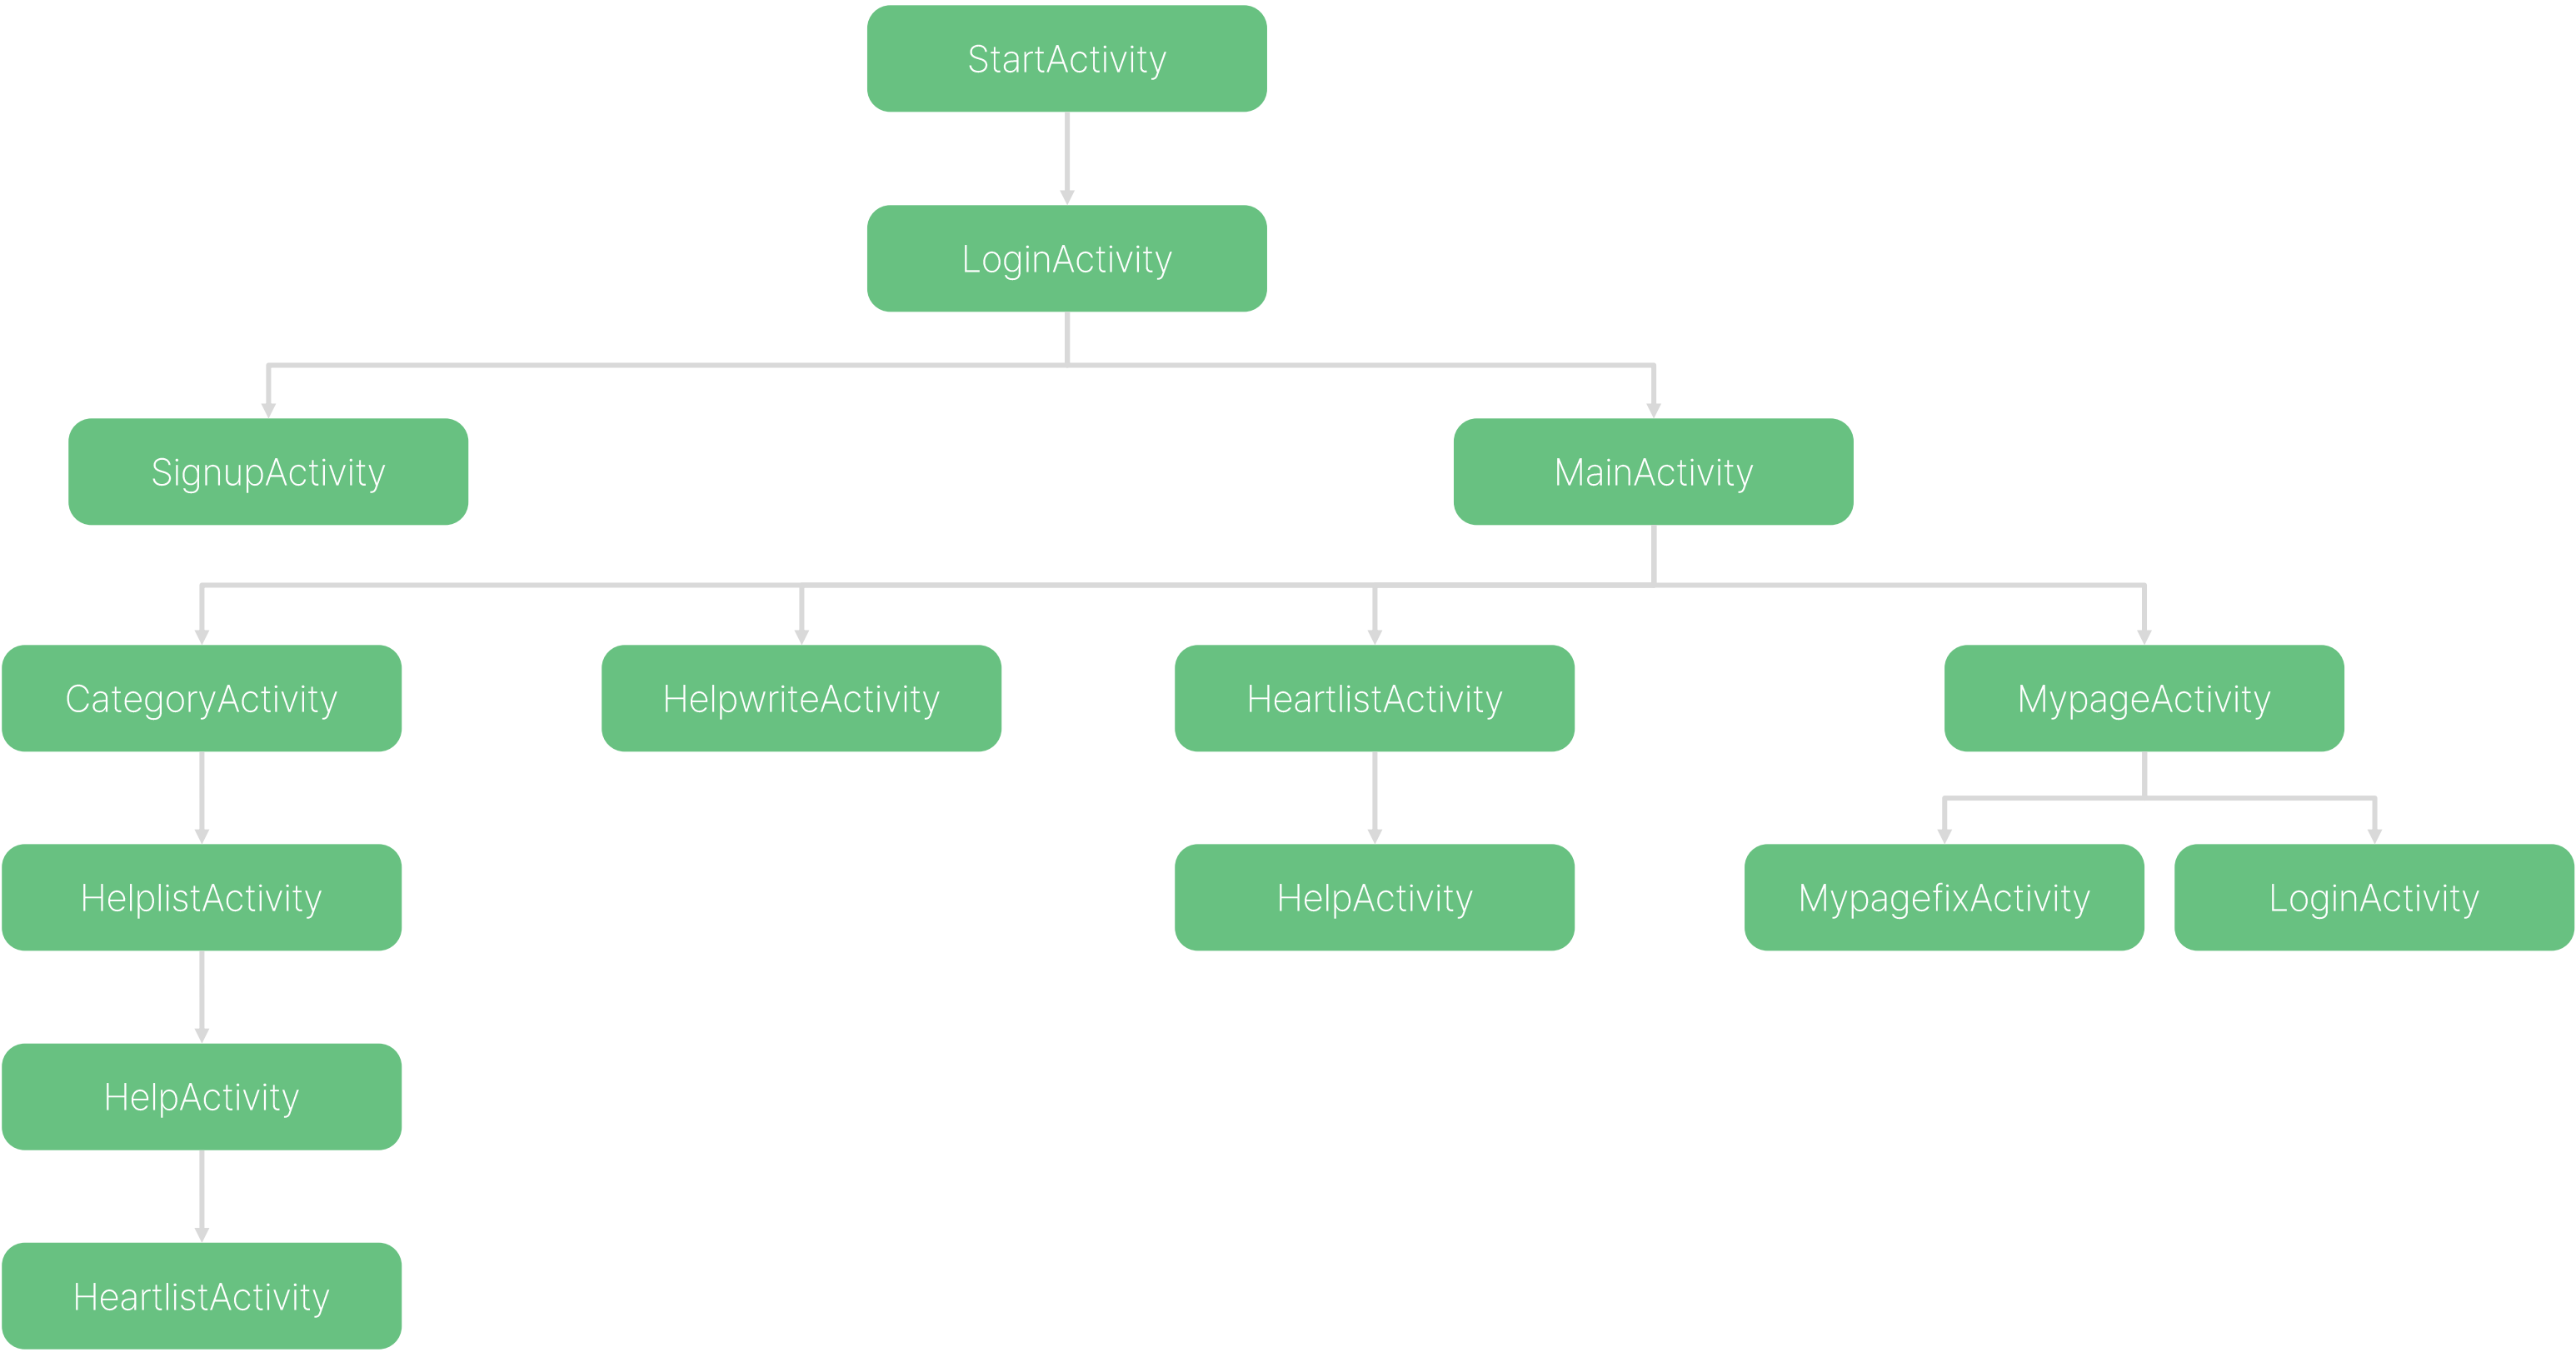 StartActivity
LoginActivity
SignupActivity
MainActivity
CategoryActivity
HelpwriteActivity
HeartlistActivity
MypageActivity
HelplistActivity
HelpActivity
MypagefixActivity
LoginActivity
HelpActivity
HeartlistActivity